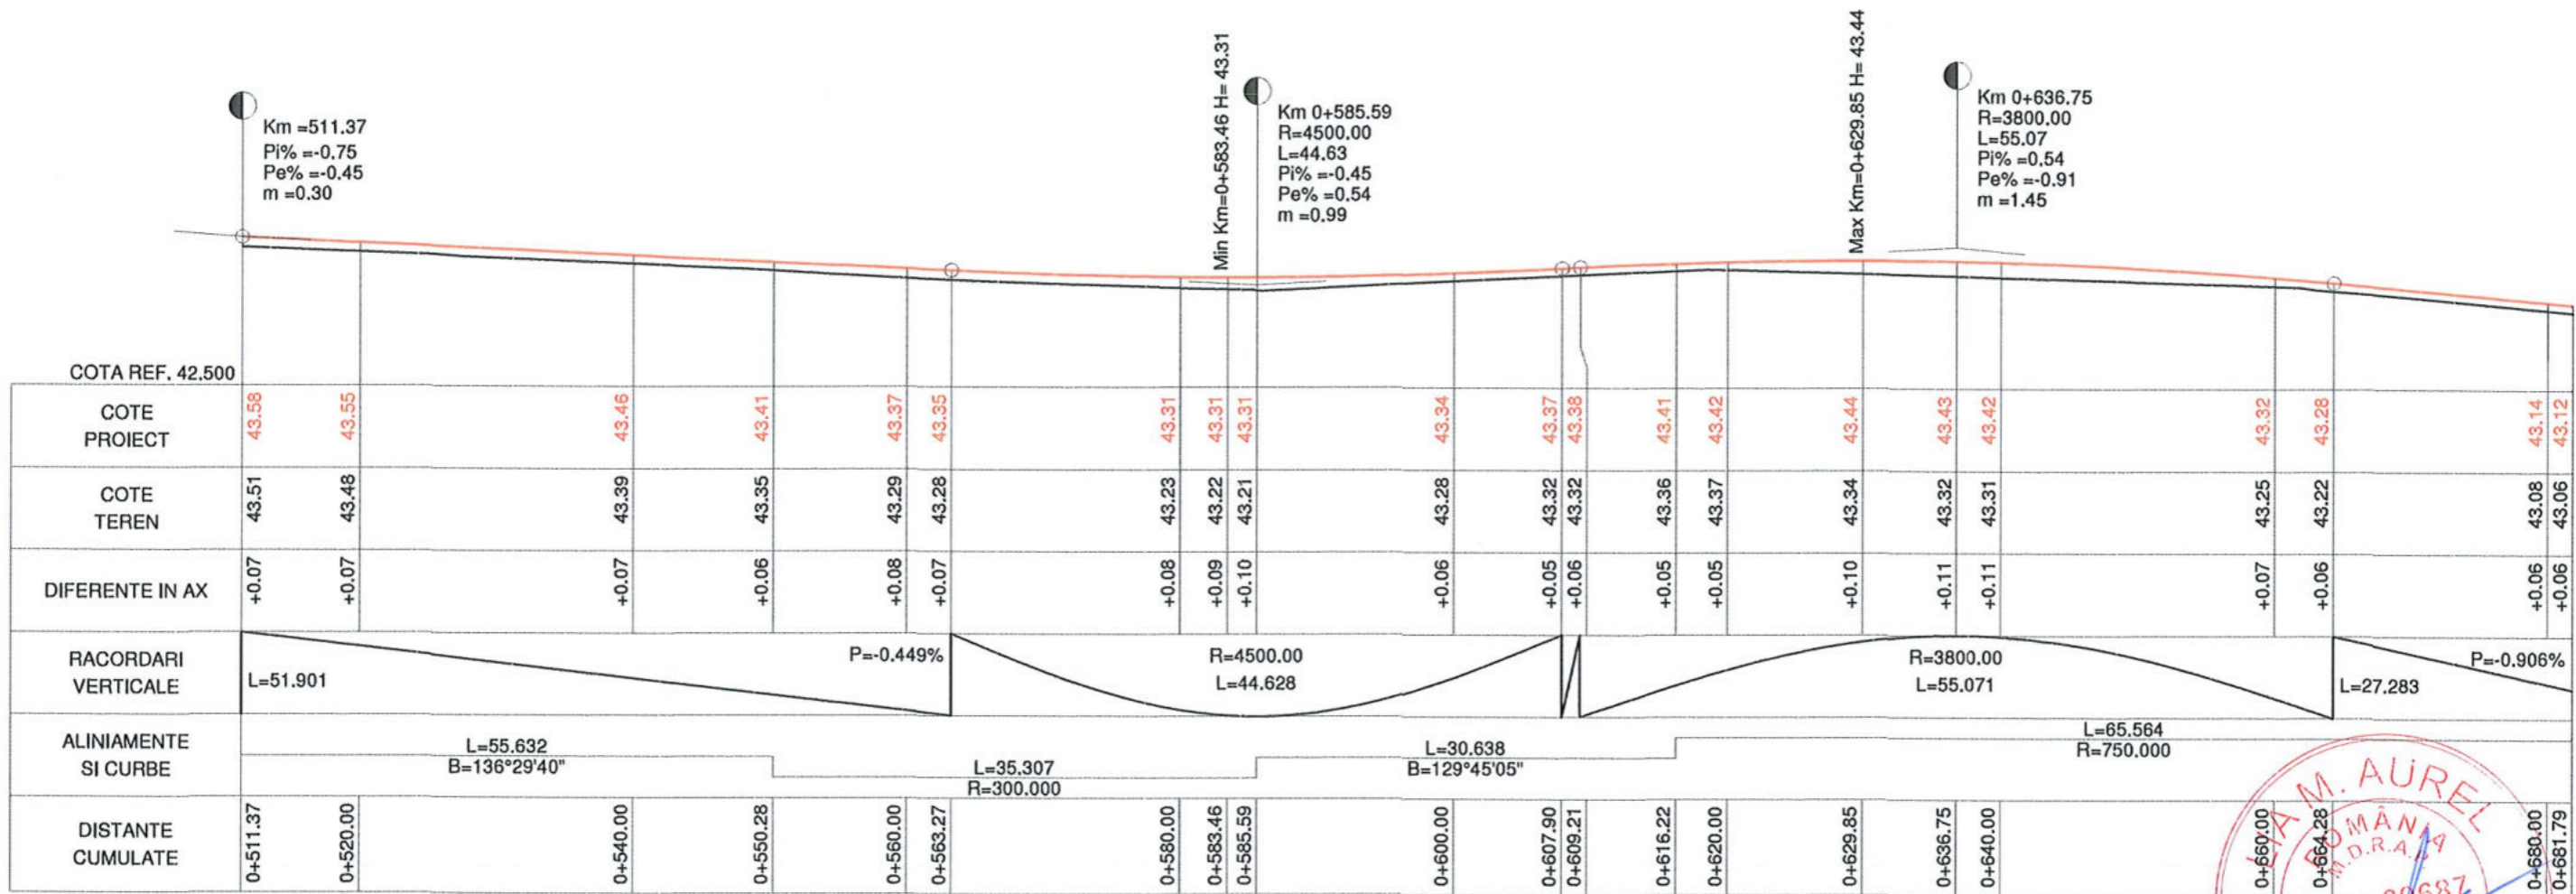 Km =511.37
Pi% =-0.75
Pe% =-0.45
m =0.30
Min Km=0+583.46 H= 43.31
Km 0+585.59
R=4500.00
L=44.63
Pi% =-0.45
Pe% =0.54
m =0.99
Max Km=0+629.85 H= 43.44
Km 0+636.75
R=3800.00
L=55.07
Pi% =0.54
Pe% =-0.91
m =1.45
COTA REF. 42.500
COTE
PROIECT
43.58 43.55 43.46 43.41 43.37 43.35 43.31 43.31 43.31 43.34 43.37 43.38 43.41 43.42 43.44 43.43 43.42 43.32 43.28 43.14 43.12
COTE
TEREN
43.51 43.48 43.39 43.35 43.29 43.28 43.23 43.22 43.21 43.28 43.32 43.32 43.36 43.37 43.34 43.32 43.31 43.25 43.22 43.08 43.06
DIFERENTE IN AX
+0.07 +0.07 +0.07 +0.06 +0.08 +0.07 +0.08 +0.09 +0.10 +0.06 +0.05 +0.06 +0.05 +0.05 +0.10 +0.11 +0.11 +0.07 +0.06 +0.06 +0.06
RACORDARI
VERTICALE
L=51.901
P=-0.449%
R=4500.00
L=44.628
R=3800.00
L=55.071
L=27.283
P=-0.906%
ALINIAMENTE
SI CURBE
L=55.632
B=136°29'40"
L=35.307
R=300.000
L=30.638
B=129°45'05"
L=65.564
R=750.000
DISTANTE
CUMULATE
0+511.37 0+520.00 0+540.00 0+550.28 0+560.00 0+563.27 0+580.00 0+583.46 0+585.59 0+600.00 0+607.90 0+609.21 0+616.22 0+620.00 0+629.85 0+636.75 0+640.00 0+660.00 0+664.28 0+680.00 0+681.79
M. AUREL
ROMÂNIA
M.D.R.A.